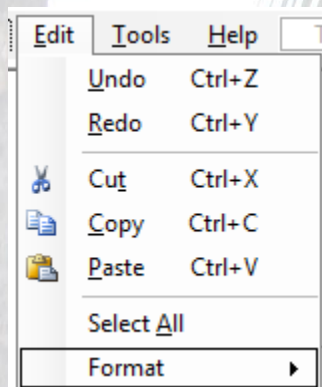 Edit Tools Help
Undo Ctrl+Z
Redo Ctrl+Y
Cut Ctrl+X
Copy Ctrl+C
Paste Ctrl+V
Select All
Format